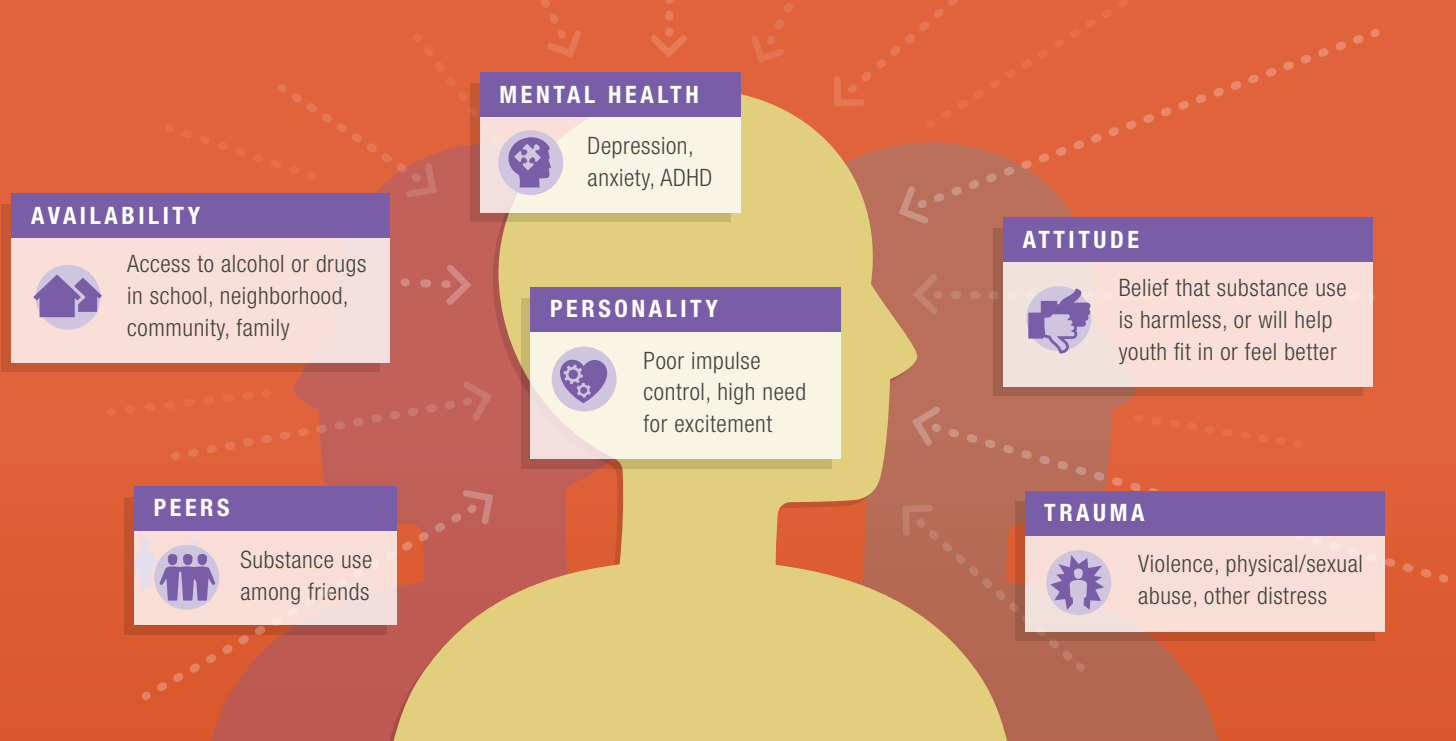 MENTAL HEALTH
Depression,
anxiety, ADHD
AVAILABILITY
Access to alcohol or drugs
in school, neighborhood,
community, family
ATTITUDE
Belief that substance use
is harmless, or will help
youth fit in or feel better
PERSONALITY
Poor impulse
control, high need
for excitement
PEERS
Substance use
among friends
TRAUMA
Violence, physical/sexual
abuse, other distress